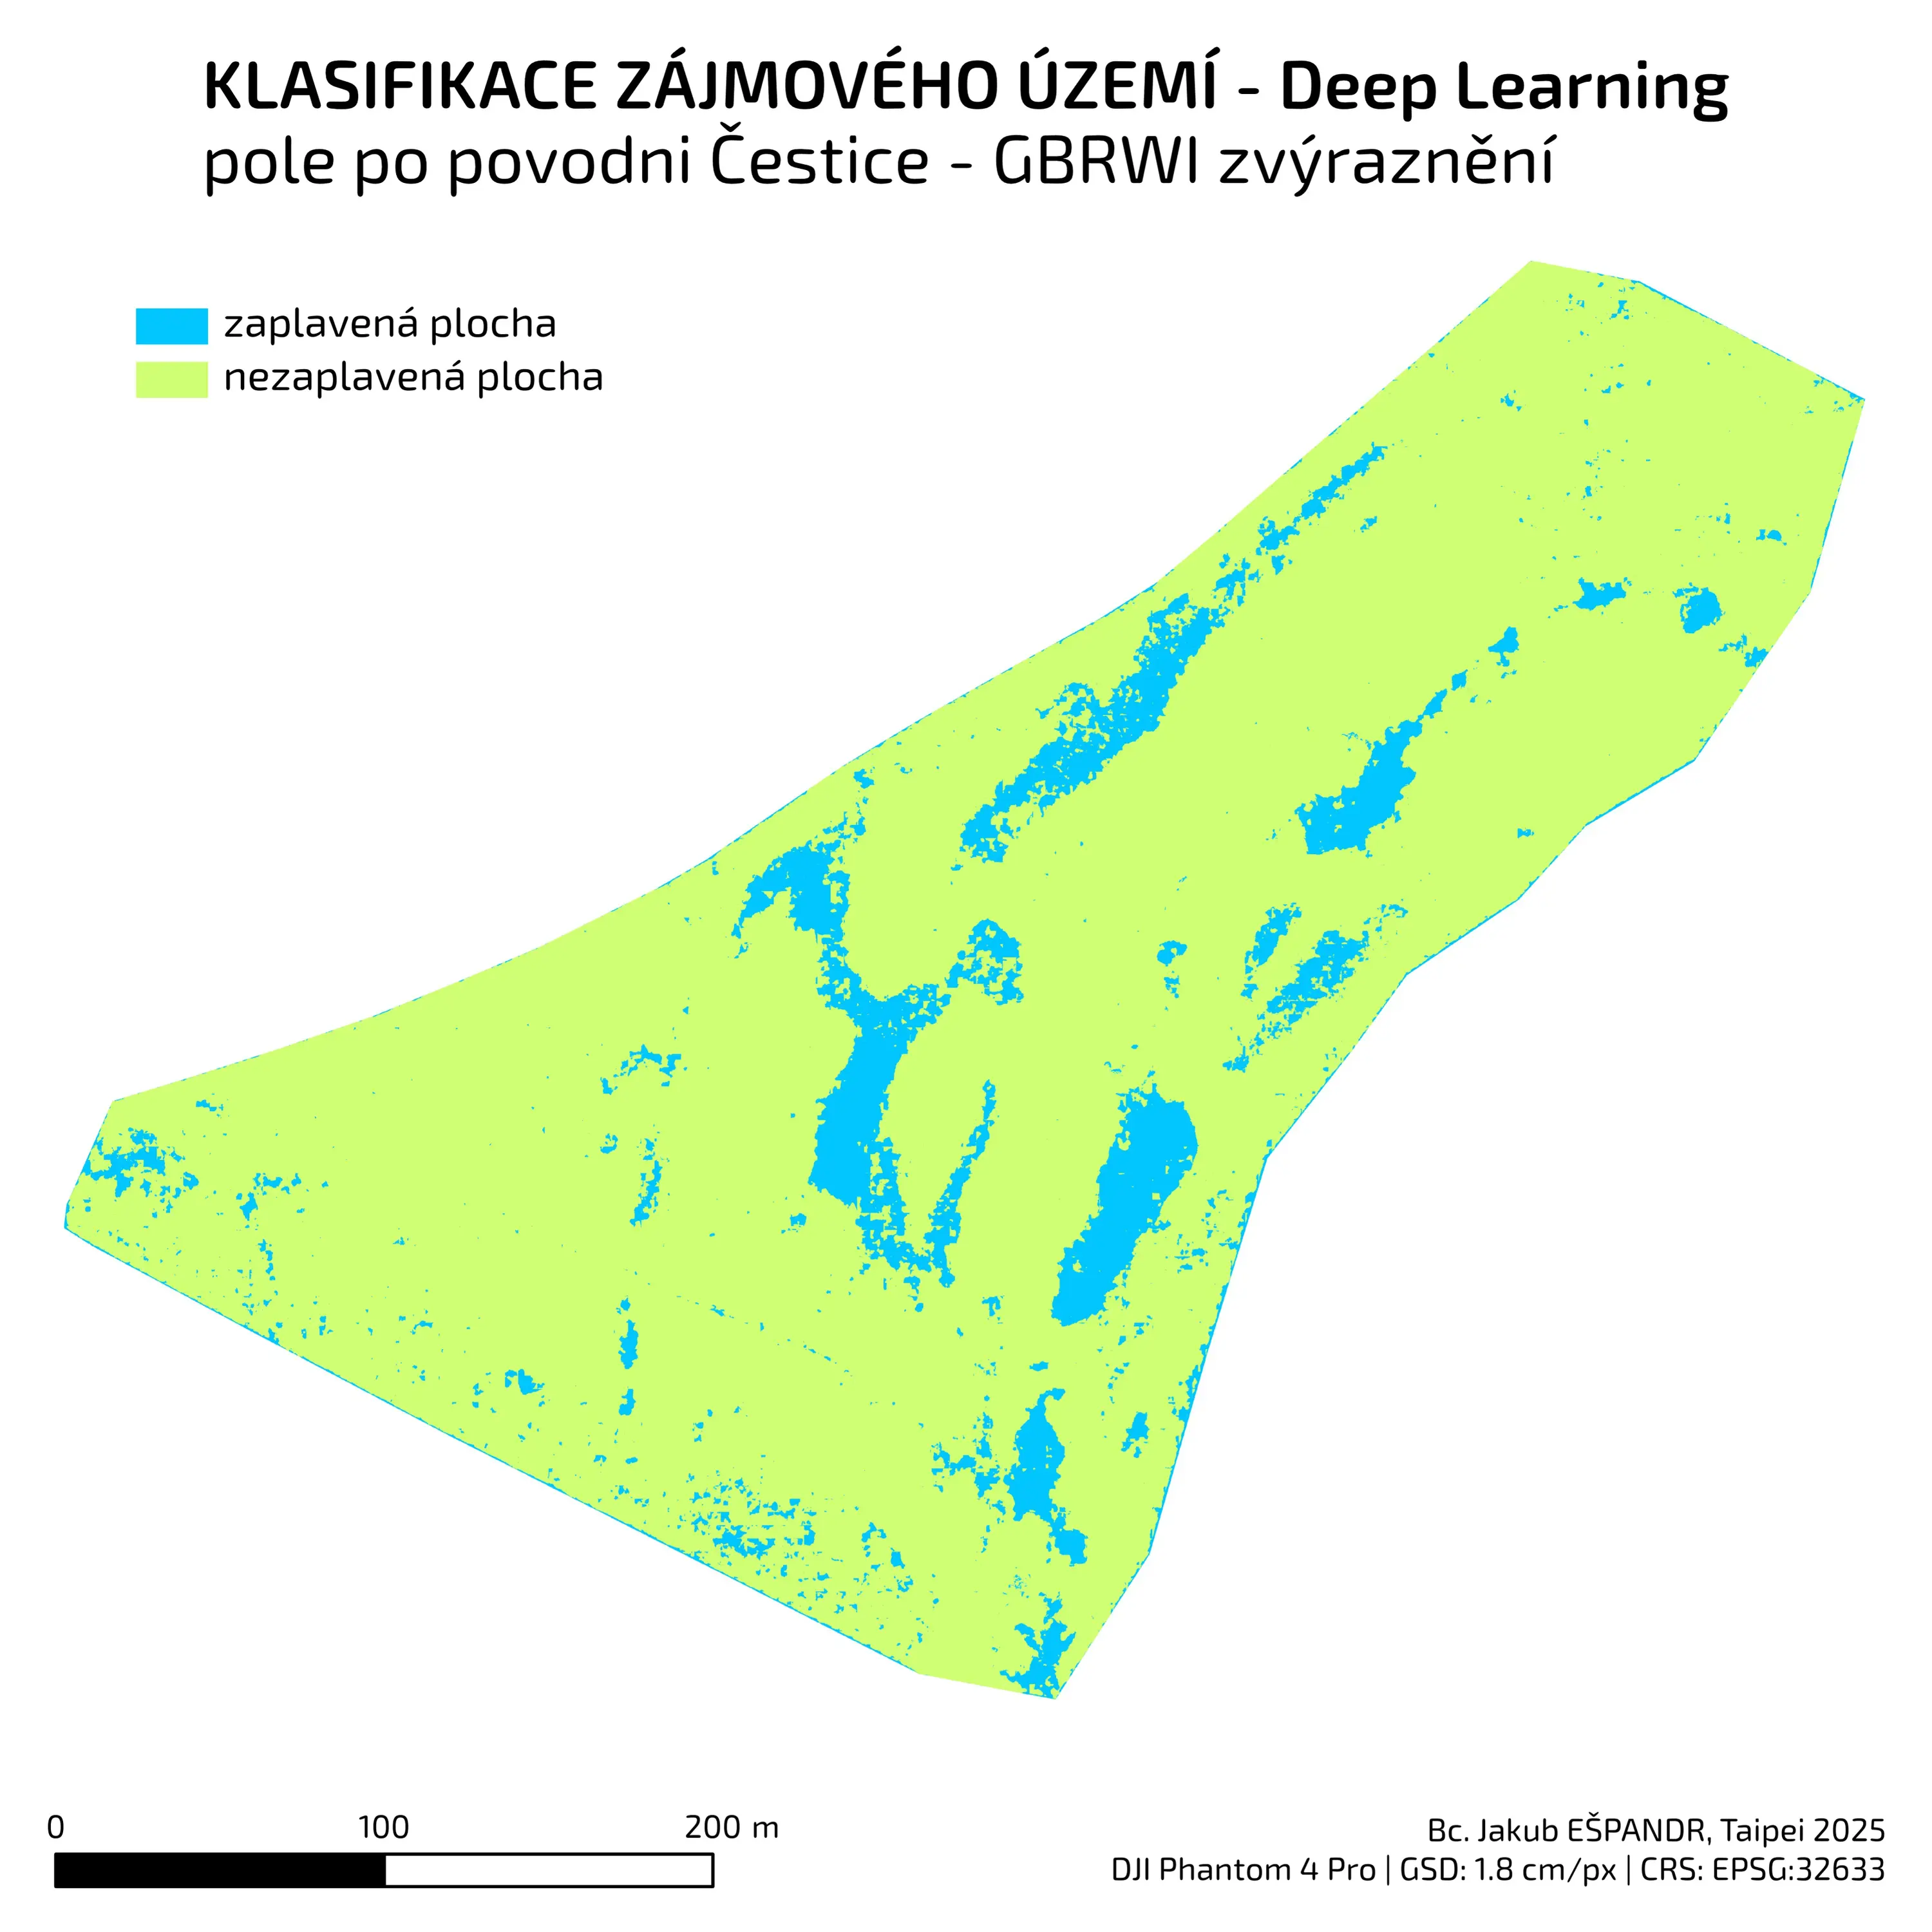 KLASIFIKACE ZÁJMOVÉHO ÚZEMÍ - Deep Learning
pole po povodni Čestice - GBRWI zvýraznění
zaplavená plocha
nezaplavená plocha
0 100 200 m
Bc. Jakub EŠPANDR, Taipei 2025
DJI Phantom 4 Pro | GSD: 1.8 cm/px | CRS: EPSG:32633